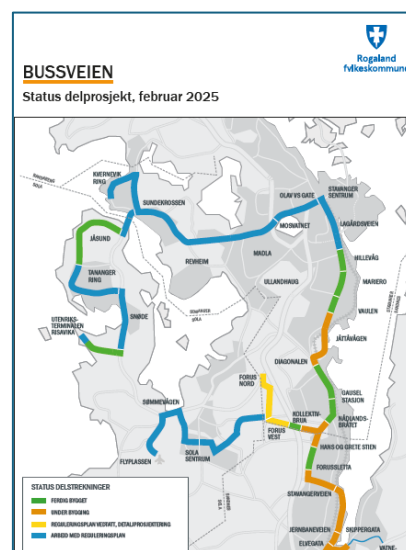 Rogaland
fylkeskommune
BUSSVEIEN
Status delprosjekt, februar 2025
KVERNEVIK
RING
SUNDEKROSSEN
OLAV VS GATE
STAVANGER
SENTRUM
MOSVATNET
LAGÅRDSVEIEN
JÅSUND
HILLEVÅG
REVHEIM
MADLA
TANANGER
RING
ULLANDHAUG
MARIERO
VAULEN
UTENRIKS-
TERMINALEN
RISAVIKA
SNØDE
JÅTTÅVÅGEN
DIAGONALEN
FORUS
NORD
GAUSEL
STASJON
SØMMEVÅGEN
KOLLEKTIV-
BRUA
FORUS
VEST
HANS OG GRETE STIEN
FLYPLASSEN
SOLA
SENTRUM
FORUSSLETTA
STAVANGERVEIEN
STATUS DELSTREKNINGER
FERDIG BYGGET
UNDER BYGGING
REGULERINGSPLAN VEDTATT, DETALJPROSJEKTERING
ARBEID MED REGULERINGSPLAN
JERNBANEVEIEN
SKIPPERGATA
ELVEGATA
VATNE-